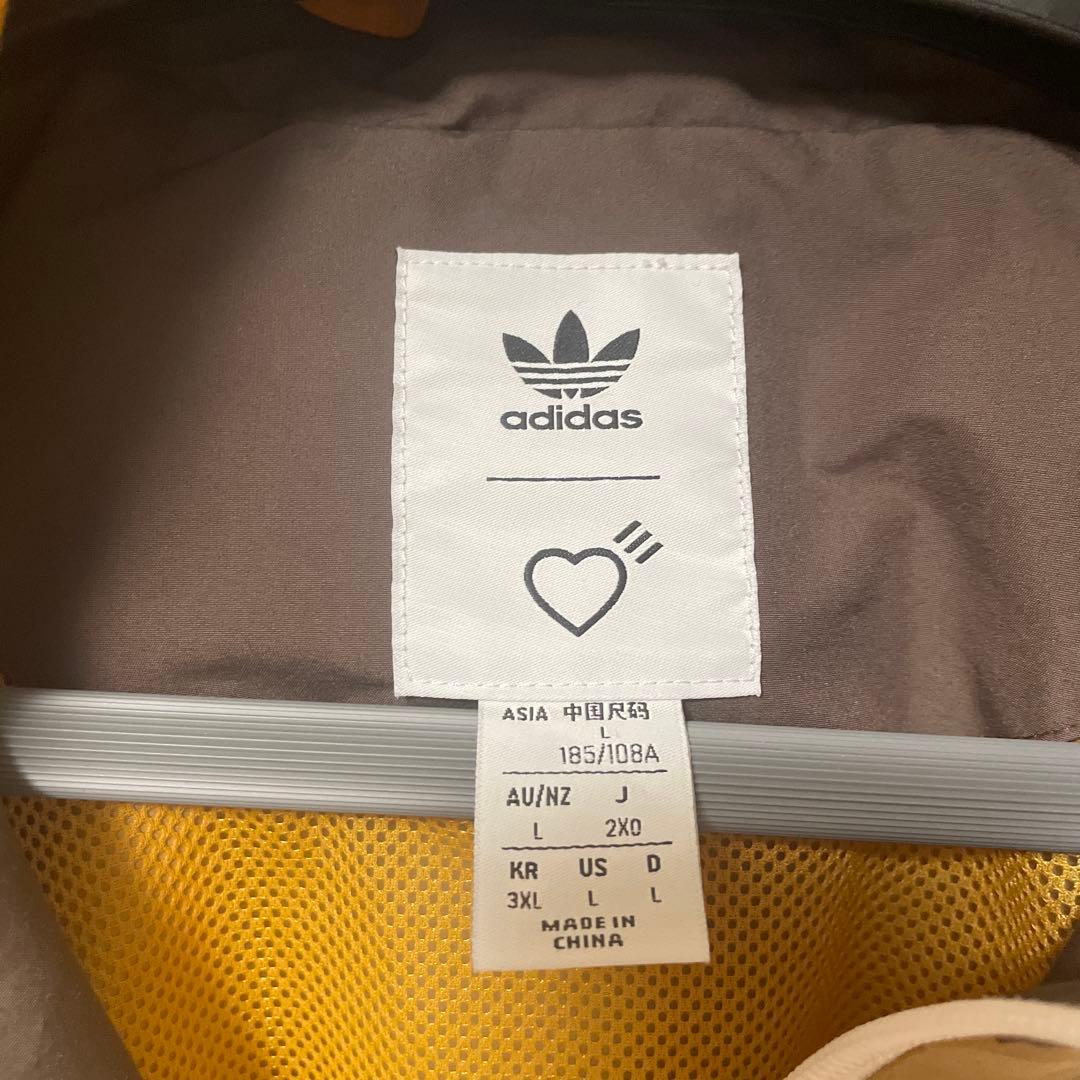 adidas
ASIA 中国尺码
L
185/108A
AU/NZ J
L 2XO
KR US D
3XL L L
MADE IN
CHINA